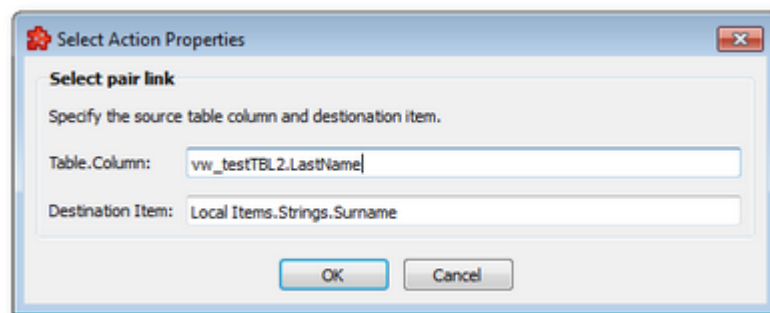 Select Action Properties
Select pair link
Specify the source table column and destionation item.
Table.Column: vw_testTBL2.LastName
Destination Item: Local Items.Strings.Surname
OK Cancel